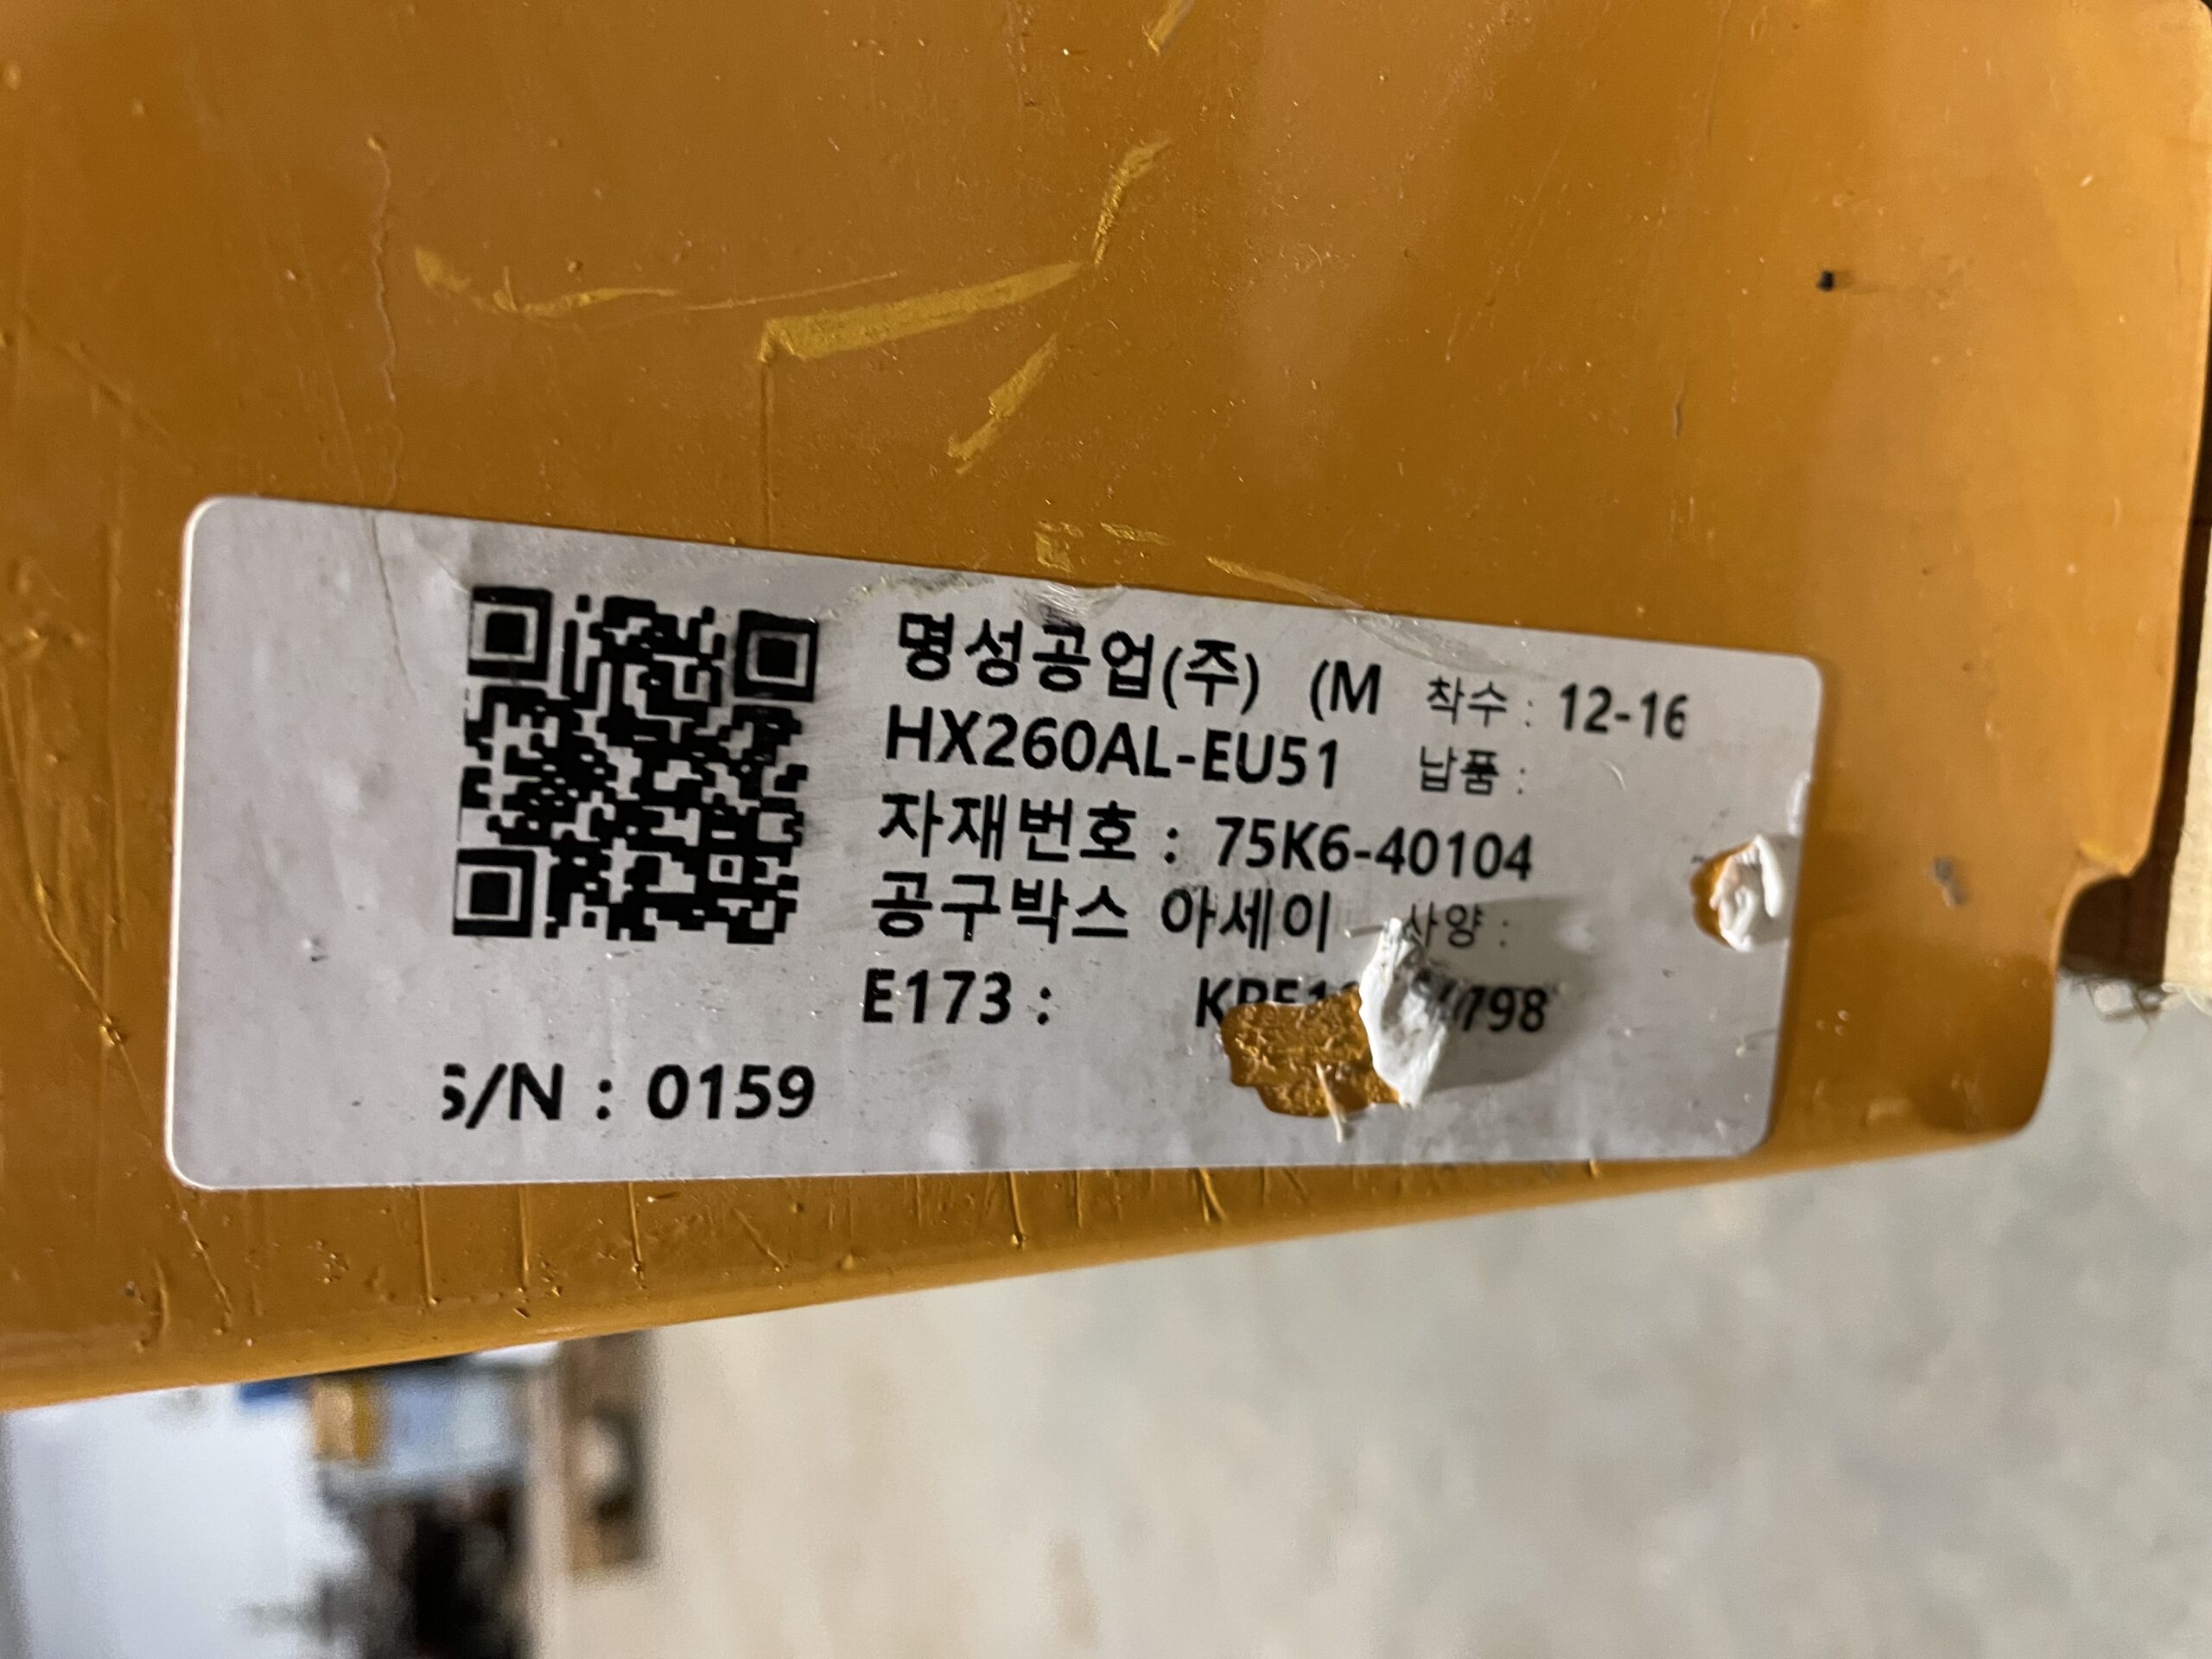 명성공업(주) (M 착수 : 12-16
HX260AL-EU51 납품 :
자재번호 : 75K6-40104
공구박스 아세이 사양 :
E173 :
S/N : 0159